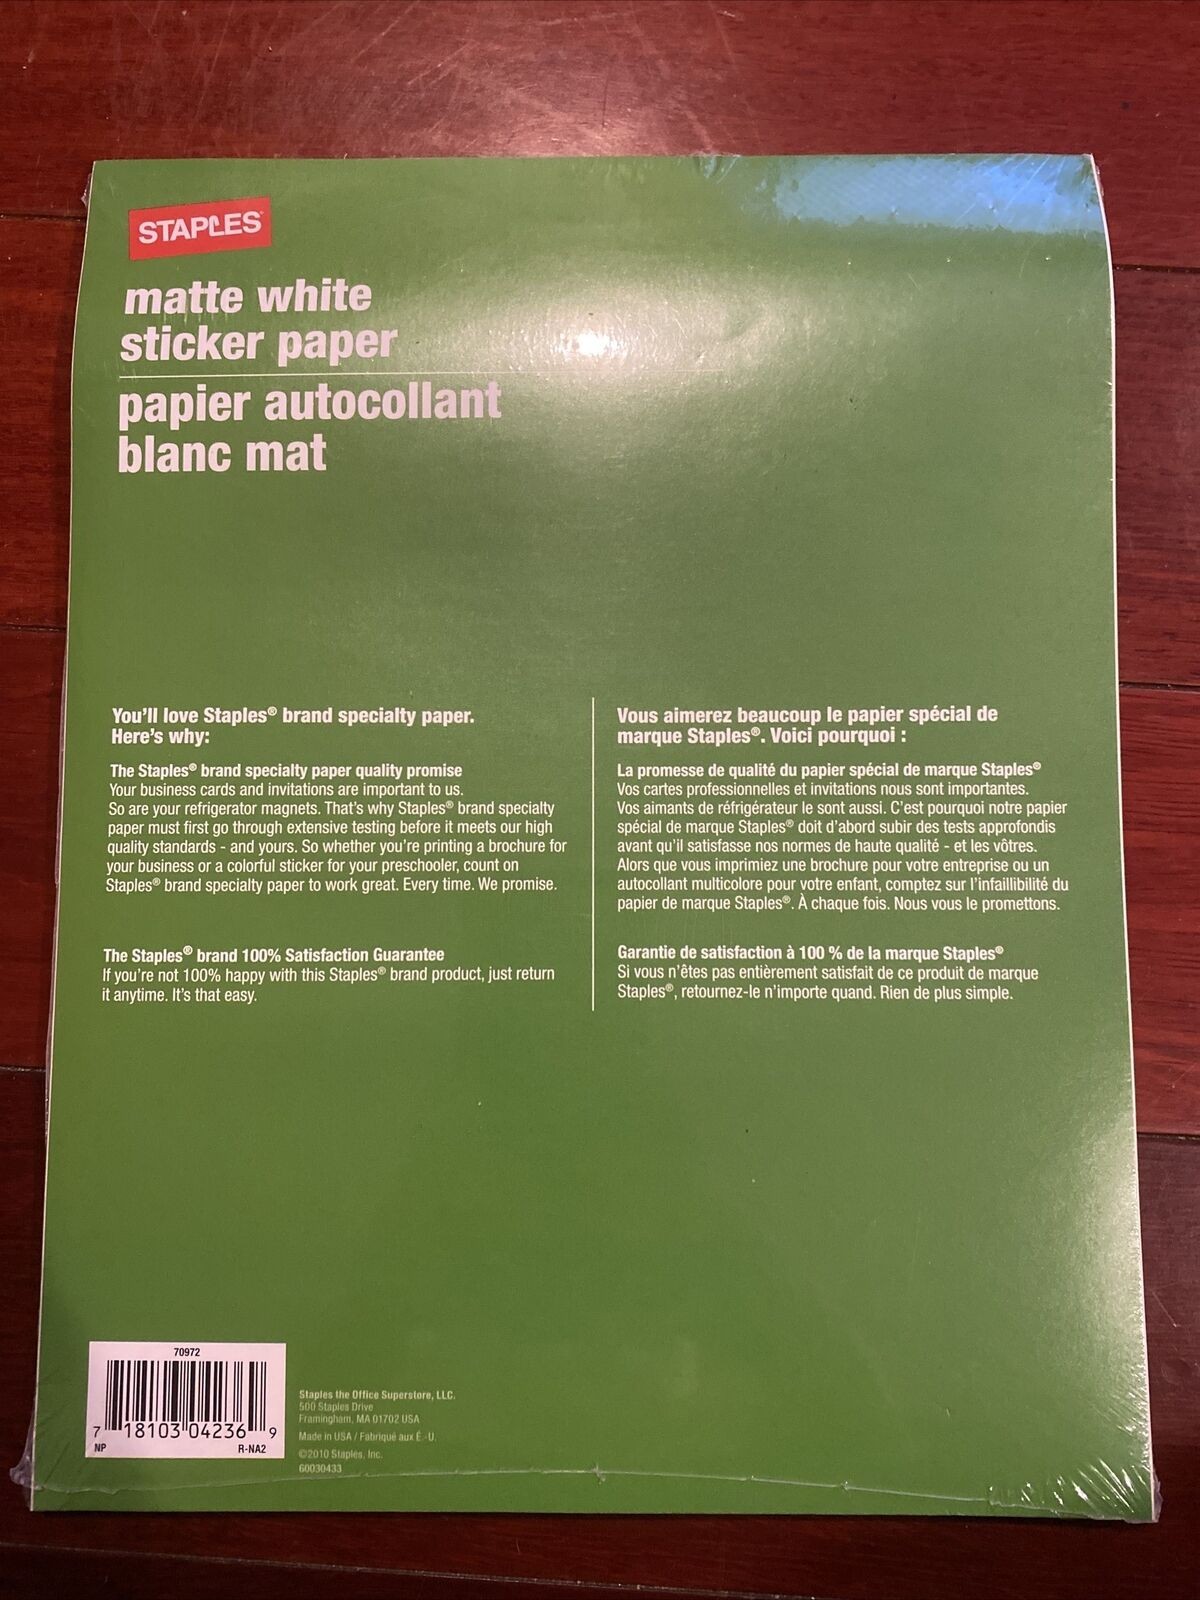 STAPLES
matte white
sticker paper
papier autocollant
blanc mat
You'll love Staples® brand specialty paper.
Here's why:
The Staples® brand specialty paper quality promise
Your business cards and invitations are important to us.
So are your refrigerator magnets. That's why Staples® brand specialty
paper must first go through extensive testing before it meets our high
quality standards - and yours. So whether you're printing a brochure for
your business or a colorful sticker for your preschooler, count on
Staples® brand specialty paper to work great. Every time. We promise.
The Staples® brand 100% Satisfaction Guarantee
If you're not 100% happy with this Staples® brand product, just return
it anytime. It's that easy.
Vous aimerez beaucoup le papier spécial de
marque Staples®. Voici pourquoi :
La promesse de qualité du papier spécial de marque Staples®
Vos cartes professionnelles et invitations nous sont importantes.
Vos aimants de réfrigérateur le sont aussi. C'est pourquoi notre papier
spécial de marque Staples® doit d'abord subir des tests approfondis
avant qu'il satisfasse nos normes de haute qualité - et les vôtres.
Alors que vous imprimiez une brochure pour votre entreprise ou un
autocollant multicolore pour votre enfant, comptez sur l'infaillibilité du
papier de marque Staples®. À chaque fois. Nous vous le promettons.
Garantie de satisfaction à 100 % de la marque Staples®
Si vous n'êtes pas entièrement satisfait de ce produit de marque
Staples®, retournez-le n'importe quand. Rien de plus simple.
70972
7 18103 04236 9
NP R-NA2
Staples the Office Superstore, LLC.
500 Staples Drive
Framingham, MA 01702 USA
Made in USA / Fabriqué aux É.-U.
©2010 Staples, Inc.
60030433